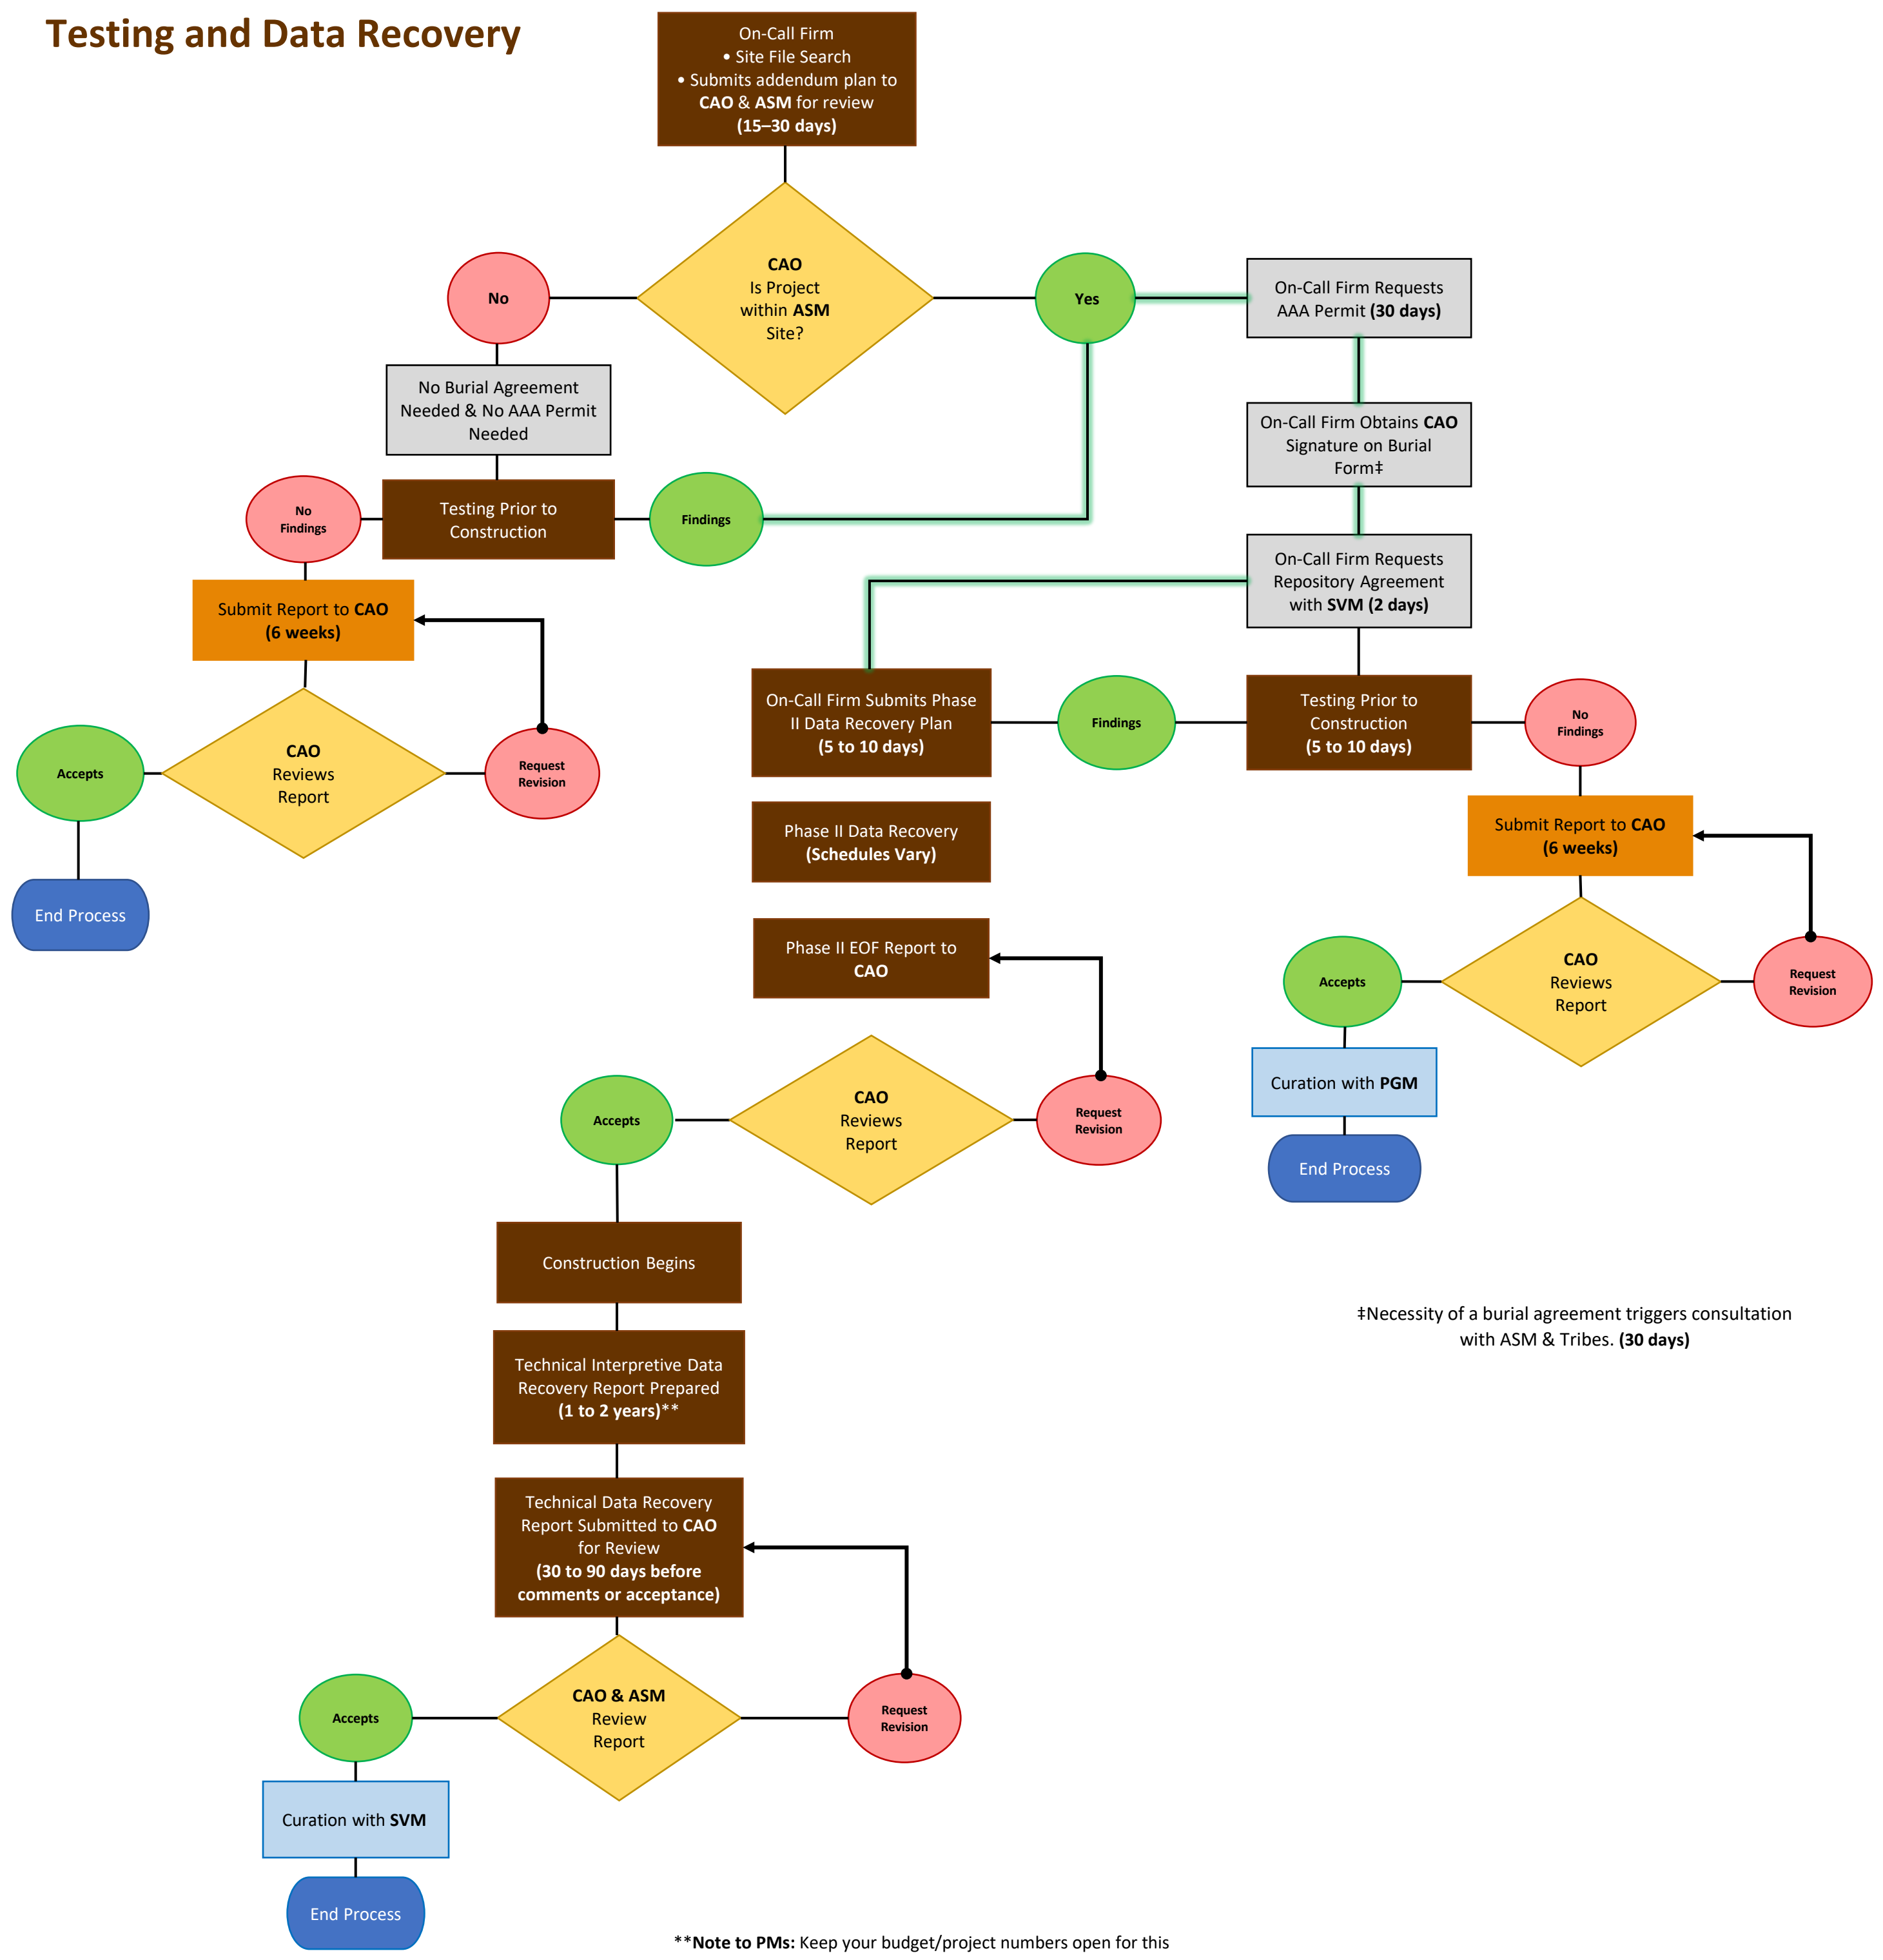 Testing and Data Recovery
On-Call Firm
• Site File Search
• Submits addendum plan to
CAO & ASM for review
(15–30 days)
CAO
Is Project
within ASM
Site?
No
Yes
On-Call Firm Requests
AAA Permit (30 days)
No Burial Agreement
Needed & No AAA Permit
Needed
On-Call Firm Obtains CAO
Signature on Burial
Form‡
No
Findings
Testing Prior to
Construction
Findings
On-Call Firm Requests
Repository Agreement
with SVM (2 days)
Submit Report to CAO
(6 weeks)
On-Call Firm Submits Phase
II Data Recovery Plan
(5 to 10 days)
Findings
Testing Prior to
Construction
(5 to 10 days)
No
Findings
Accepts
CAO
Reviews
Report
Request
Revision
Phase II Data Recovery
(Schedules Vary)
Submit Report to CAO
(6 weeks)
End Process
Phase II EOF Report to
CAO
Accepts
CAO
Reviews
Report
Request
Revision
Accepts
CAO
Reviews
Report
Request
Revision
Curation with PGM
End Process
Construction Begins
‡Necessity of a burial agreement triggers consultation
with ASM & Tribes. (30 days)
Technical Interpretive Data
Recovery Report Prepared
(1 to 2 years)**
Technical Data Recovery
Report Submitted to CAO
for Review
(30 to 90 days before
comments or acceptance)
Accepts
CAO & ASM
Review
Report
Request
Revision
Curation with SVM
End Process
**Note to PMs: Keep your budget/project numbers open for this